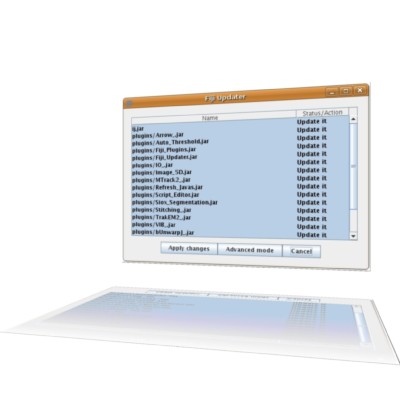 Fiji Updater
Name Status/Action
ij.jar Update it
plugins/Arrow_.jar Update it
plugins/Auto_Threshold.jar Update it
plugins/Fiji_Plugins.jar Update it
plugins/Fiji_Updater.jar Update it
plugins/IO_.jar Update it
plugins/Image_5D.jar Update it
plugins/MTrack2_.jar Update it
plugins/Refresh_Javas.jar Update it
plugins/Script_Editor.jar Update it
plugins/Siox_Segmentation.jar Update it
plugins/Stitching_.jar Update it
plugins/TrakEM2_.jar Update it
plugins/VIB_.jar Update it
plugins/bUnwarpJ_.jar Update it
Apply changes Advanced mode Cancel